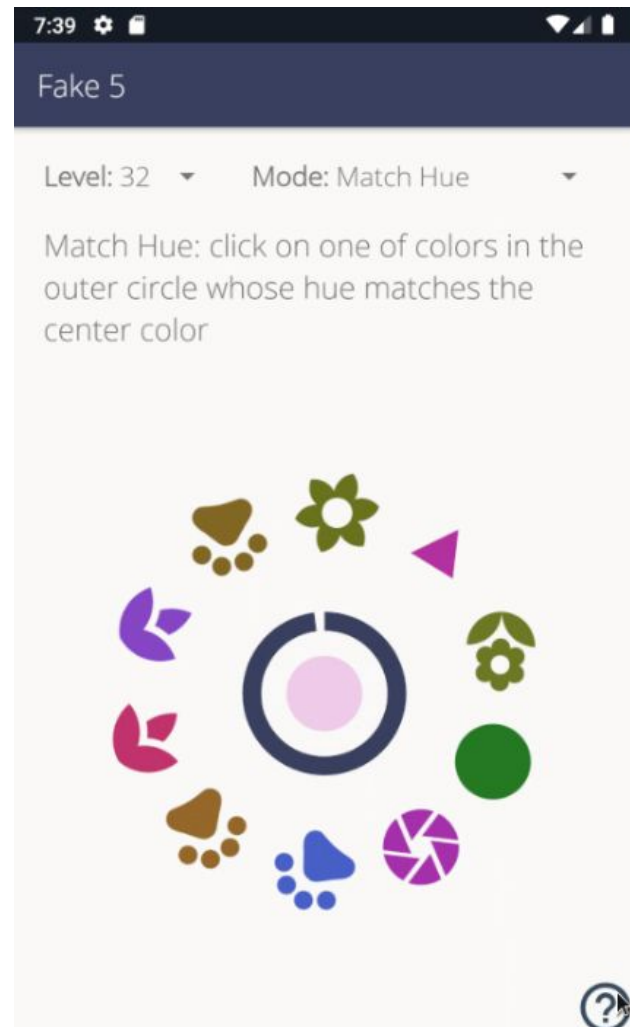 7:39
Fake 5
Level: 32 Mode: Match Hue
Match Hue: click on one of colors in the
outer circle whose hue matches the
center color
?